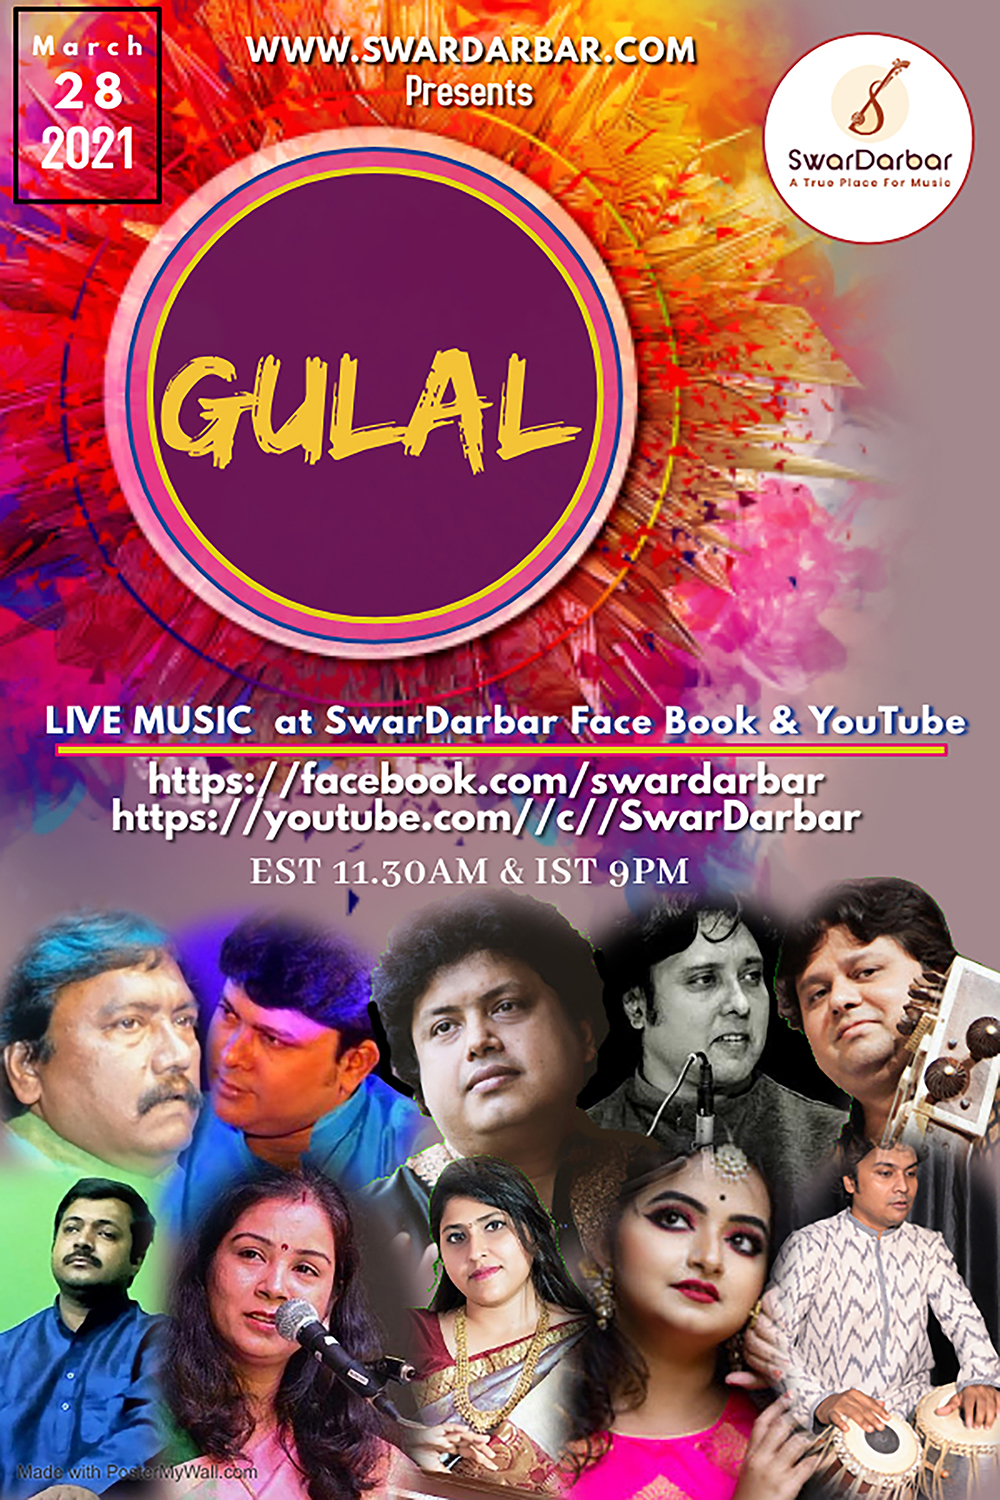 March
28
2021
WWW.SWARDARBAR.COM
Presents
SwarDarbar
A True Place For Music
GULAL
LIVE MUSIC at SwarDarbar Face Book & YouTube
https://facebook.com/swardarbar
https://youtube.com//c//SwarDarbar
EST 11.30AM & IST 9PM
Made with PosterMyWall.com